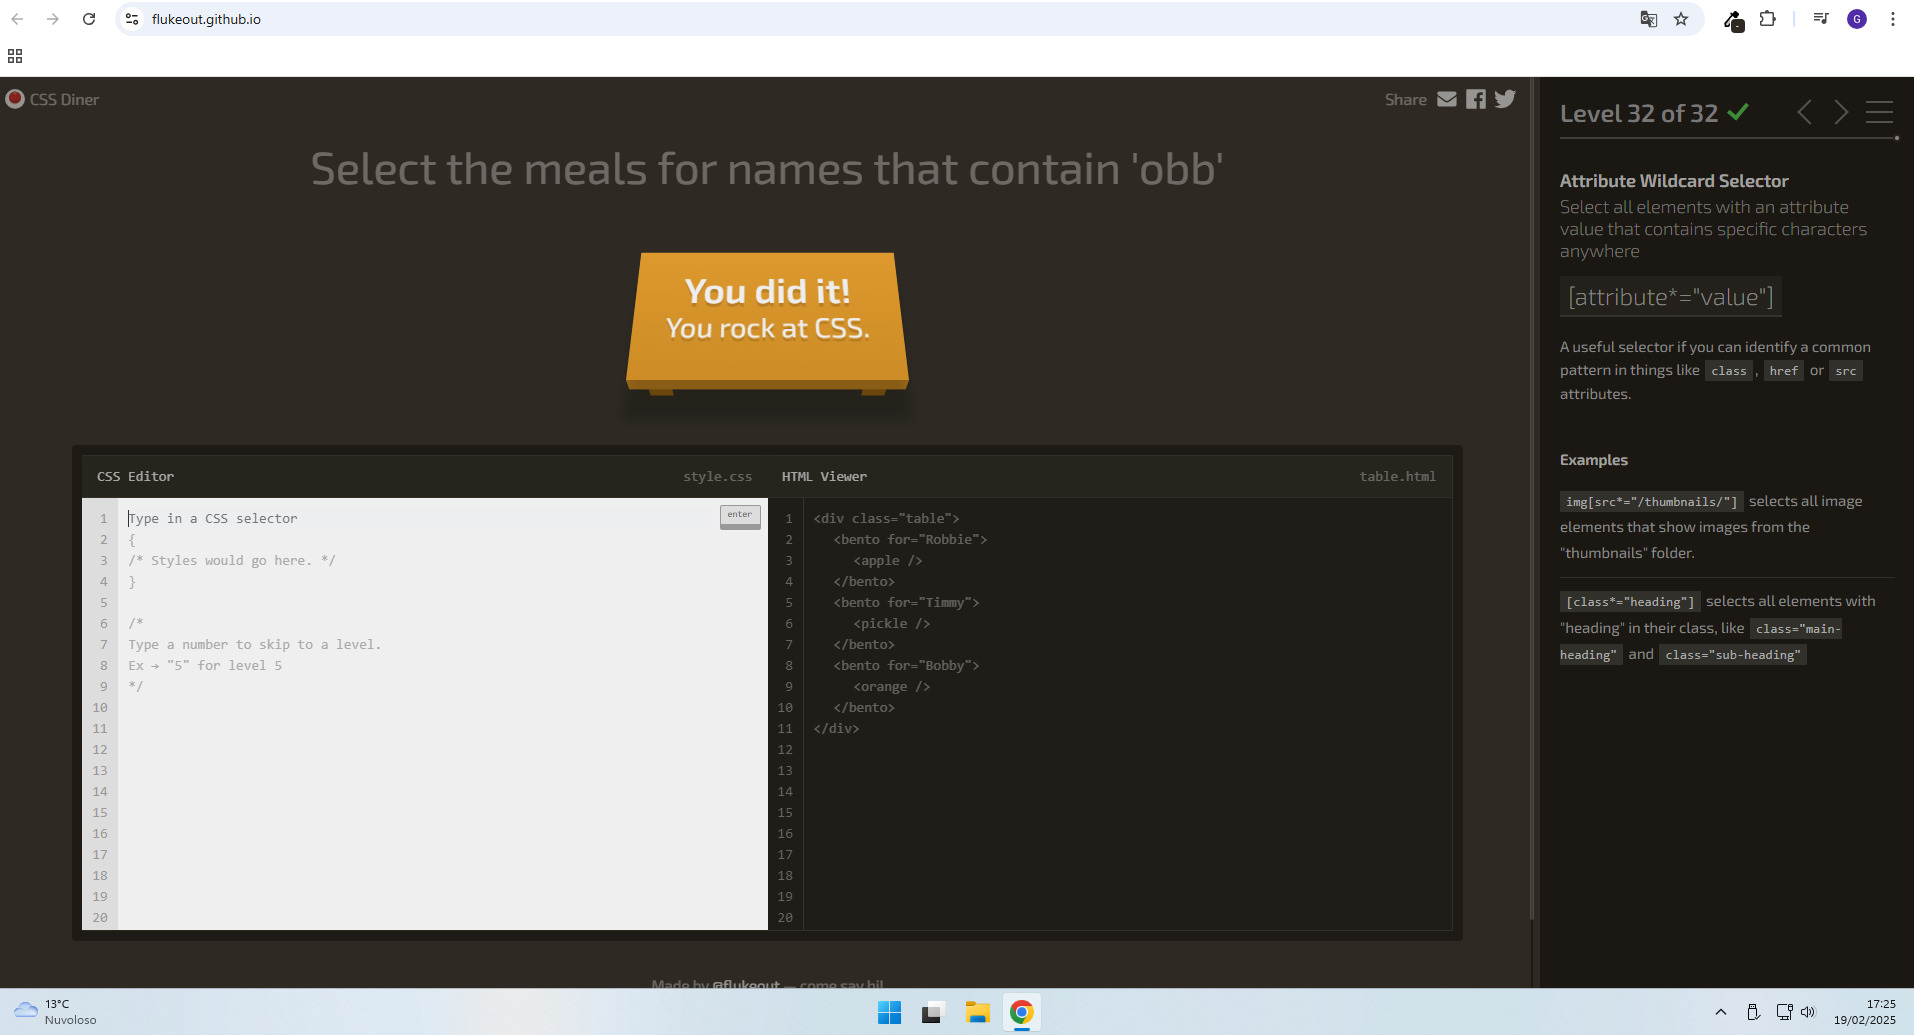 flukeout.github.io
G
CSS Diner
Share
Select the meals for names that contain 'obb'
You did it!
You rock at CSS.
CSS Editor
style.css
1 Type in a CSS selector
enter
2 {
3 /* Styles would go here. */
4 }
5
6 /*
7 Type a number to skip to a level.
8 Ex → "5" for level 5
9 */
10
11
12
13
14
15
16
17
18
19
20
HTML Viewer
table.html
1 <div class="table">
2 <bento for="Robbie">
3 <apple />
4 </bento>
5 <bento for="Timmy">
6 <pickle />
7 </bento>
8 <bento for="Bobby">
9 <orange />
10 </bento>
11 </div>
12
13
14
15
16
17
18
19
20
Made by @flukeout — come say hi!
Level 32 of 32
Attribute Wildcard Selector
Select all elements with an attribute
value that contains specific characters
anywhere
[attribute*="value"]
A useful selector if you can identify a common
pattern in things like class , href or src
attributes.
Examples
img[src*="/thumbnails/"] selects all image
elements that show images from the
"thumbnails" folder.
[class*="heading"] selects all elements with
"heading" in their class, like class="main-
heading" and class="sub-heading"
13°C
Nuvoloso
17:25
19/02/2025